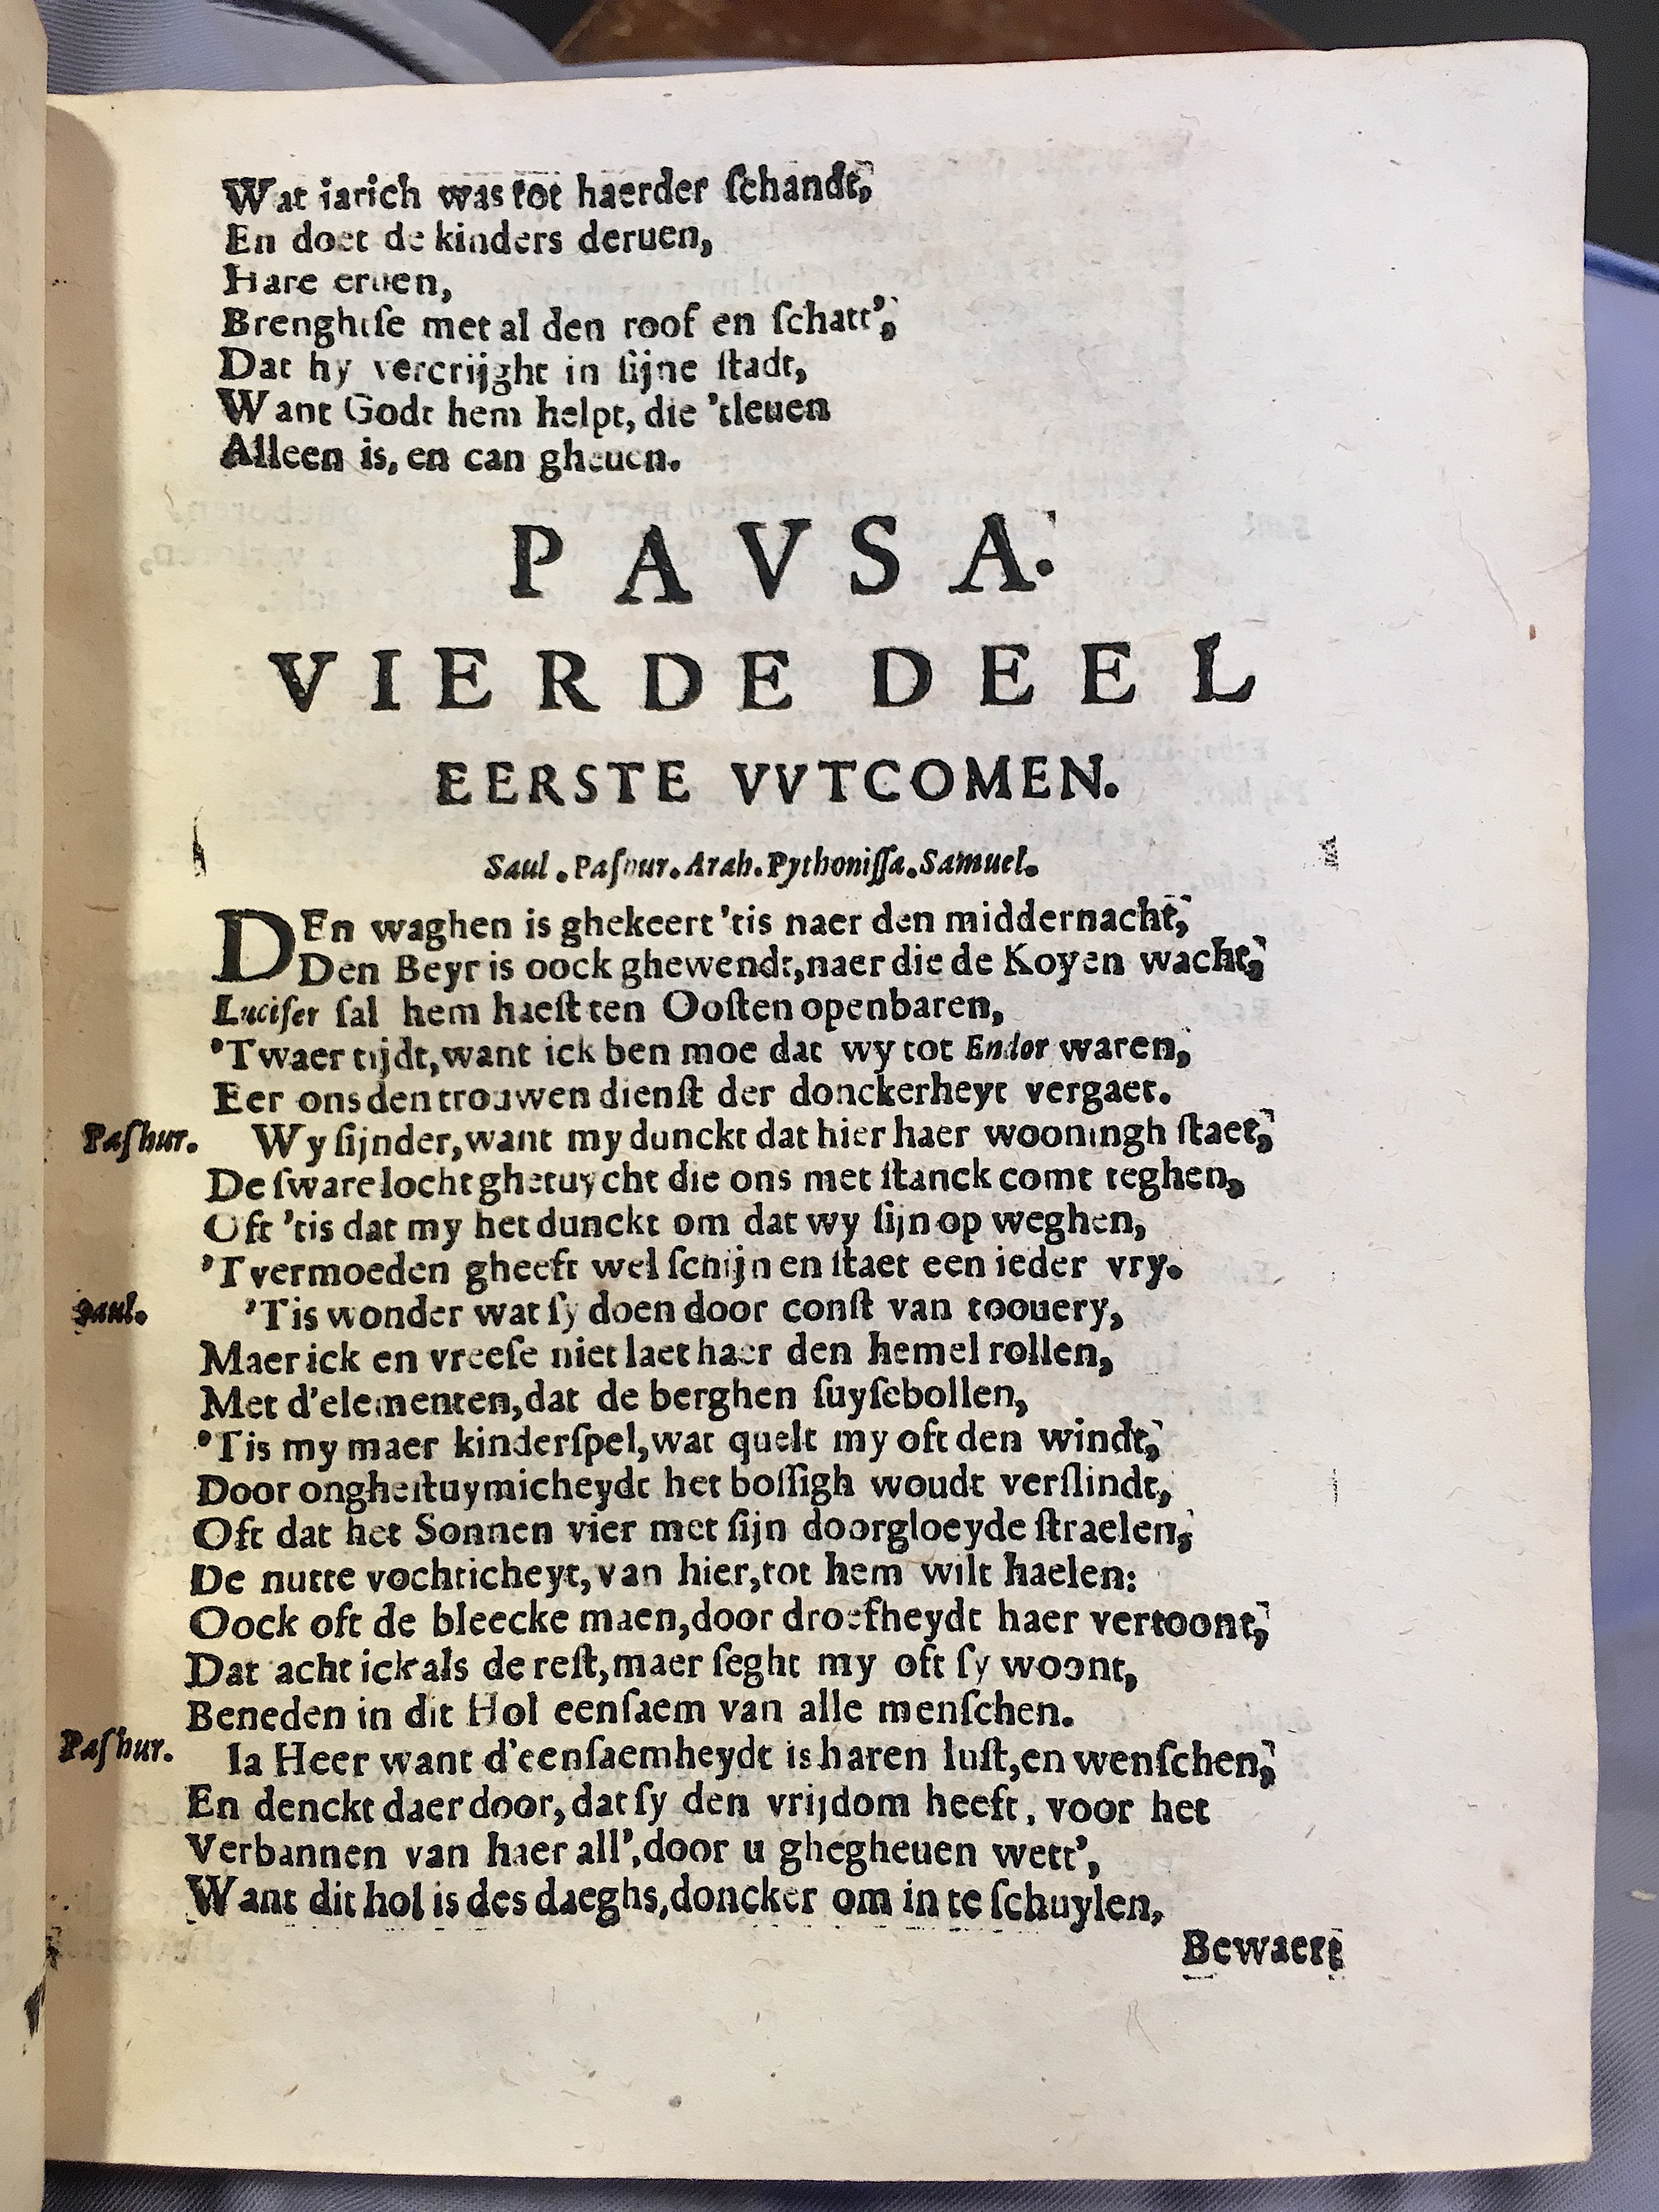 Wat iarich was tot haerder ſchandt,
En doet de kinders deruen,
Hare eruen,
Brenghtſe met al den roof en ſchatt',
Dat hy vercrijght in ſijne ſtadt,
Want Godt hem helpt, die 'tleuen
Alleen is, en can gheuen.
PAVSA.
VIERDE DEEL
EERSTE VVTCOMEN.
Saul. Paſhur. Arah. Pythoniſſa. Samuel.
DEn waghen is ghekeert 'tis naer den middernacht,
Den Beyr is oock ghewendt, naer die de Koyen wacht,
Lucifer ſal hem haeſt ten Ooſten openbaren,
'Twaer tijdt, want ick ben moe dat wy tot Endor waren,
Eer ons den trouwen dienſt der donckerheyt vergaet.
Paſhur. Wy ſijnder, want my dunckt dat hier haer wooningh ſtaet,
De ſware locht ghetuycht die ons met ſtanck comt teghen,
Oft 'tis dat my het dunckt om dat wy ſijn op weghen,
'T vermoeden gheeft wel ſchijn en ſtaet een ieder vry.
Saul. 'Tis wonder wat ſy doen door conſt van toouery,
Maer ick en vreeſe niet laet haer den hemel rollen,
Met d'elementen, dat de berghen ſuyſebollen,
'Tis my maer kinderſpel, wat quelt my oft den windt,
Door ongheſtuymicheydt het boſſigh woudt verſlindt,
Oft dat het Sonnen vier met ſijn doorgloeyde ſtraelen,
De nutte vochticheyt, van hier, tot hem wilt haelen:
Oock oft de bleecke maen, door droefheydt haer vertoont,
Dat acht ick als de reſt, maer ſeght my oft ſy woont,
Beneden in dit Hol eenſaem van alle menſchen.
Paſhur. Ia Heer want d'eenſaemheydt is haren luſt, en wenſchen,
En denckt daer door, dat ſy den vrijdom heeft, voor het
Verbannen van haer all', door u ghegheuen wett',
Want dit hol is des daeghs, doncker om in te ſchuylen,
Bewaert